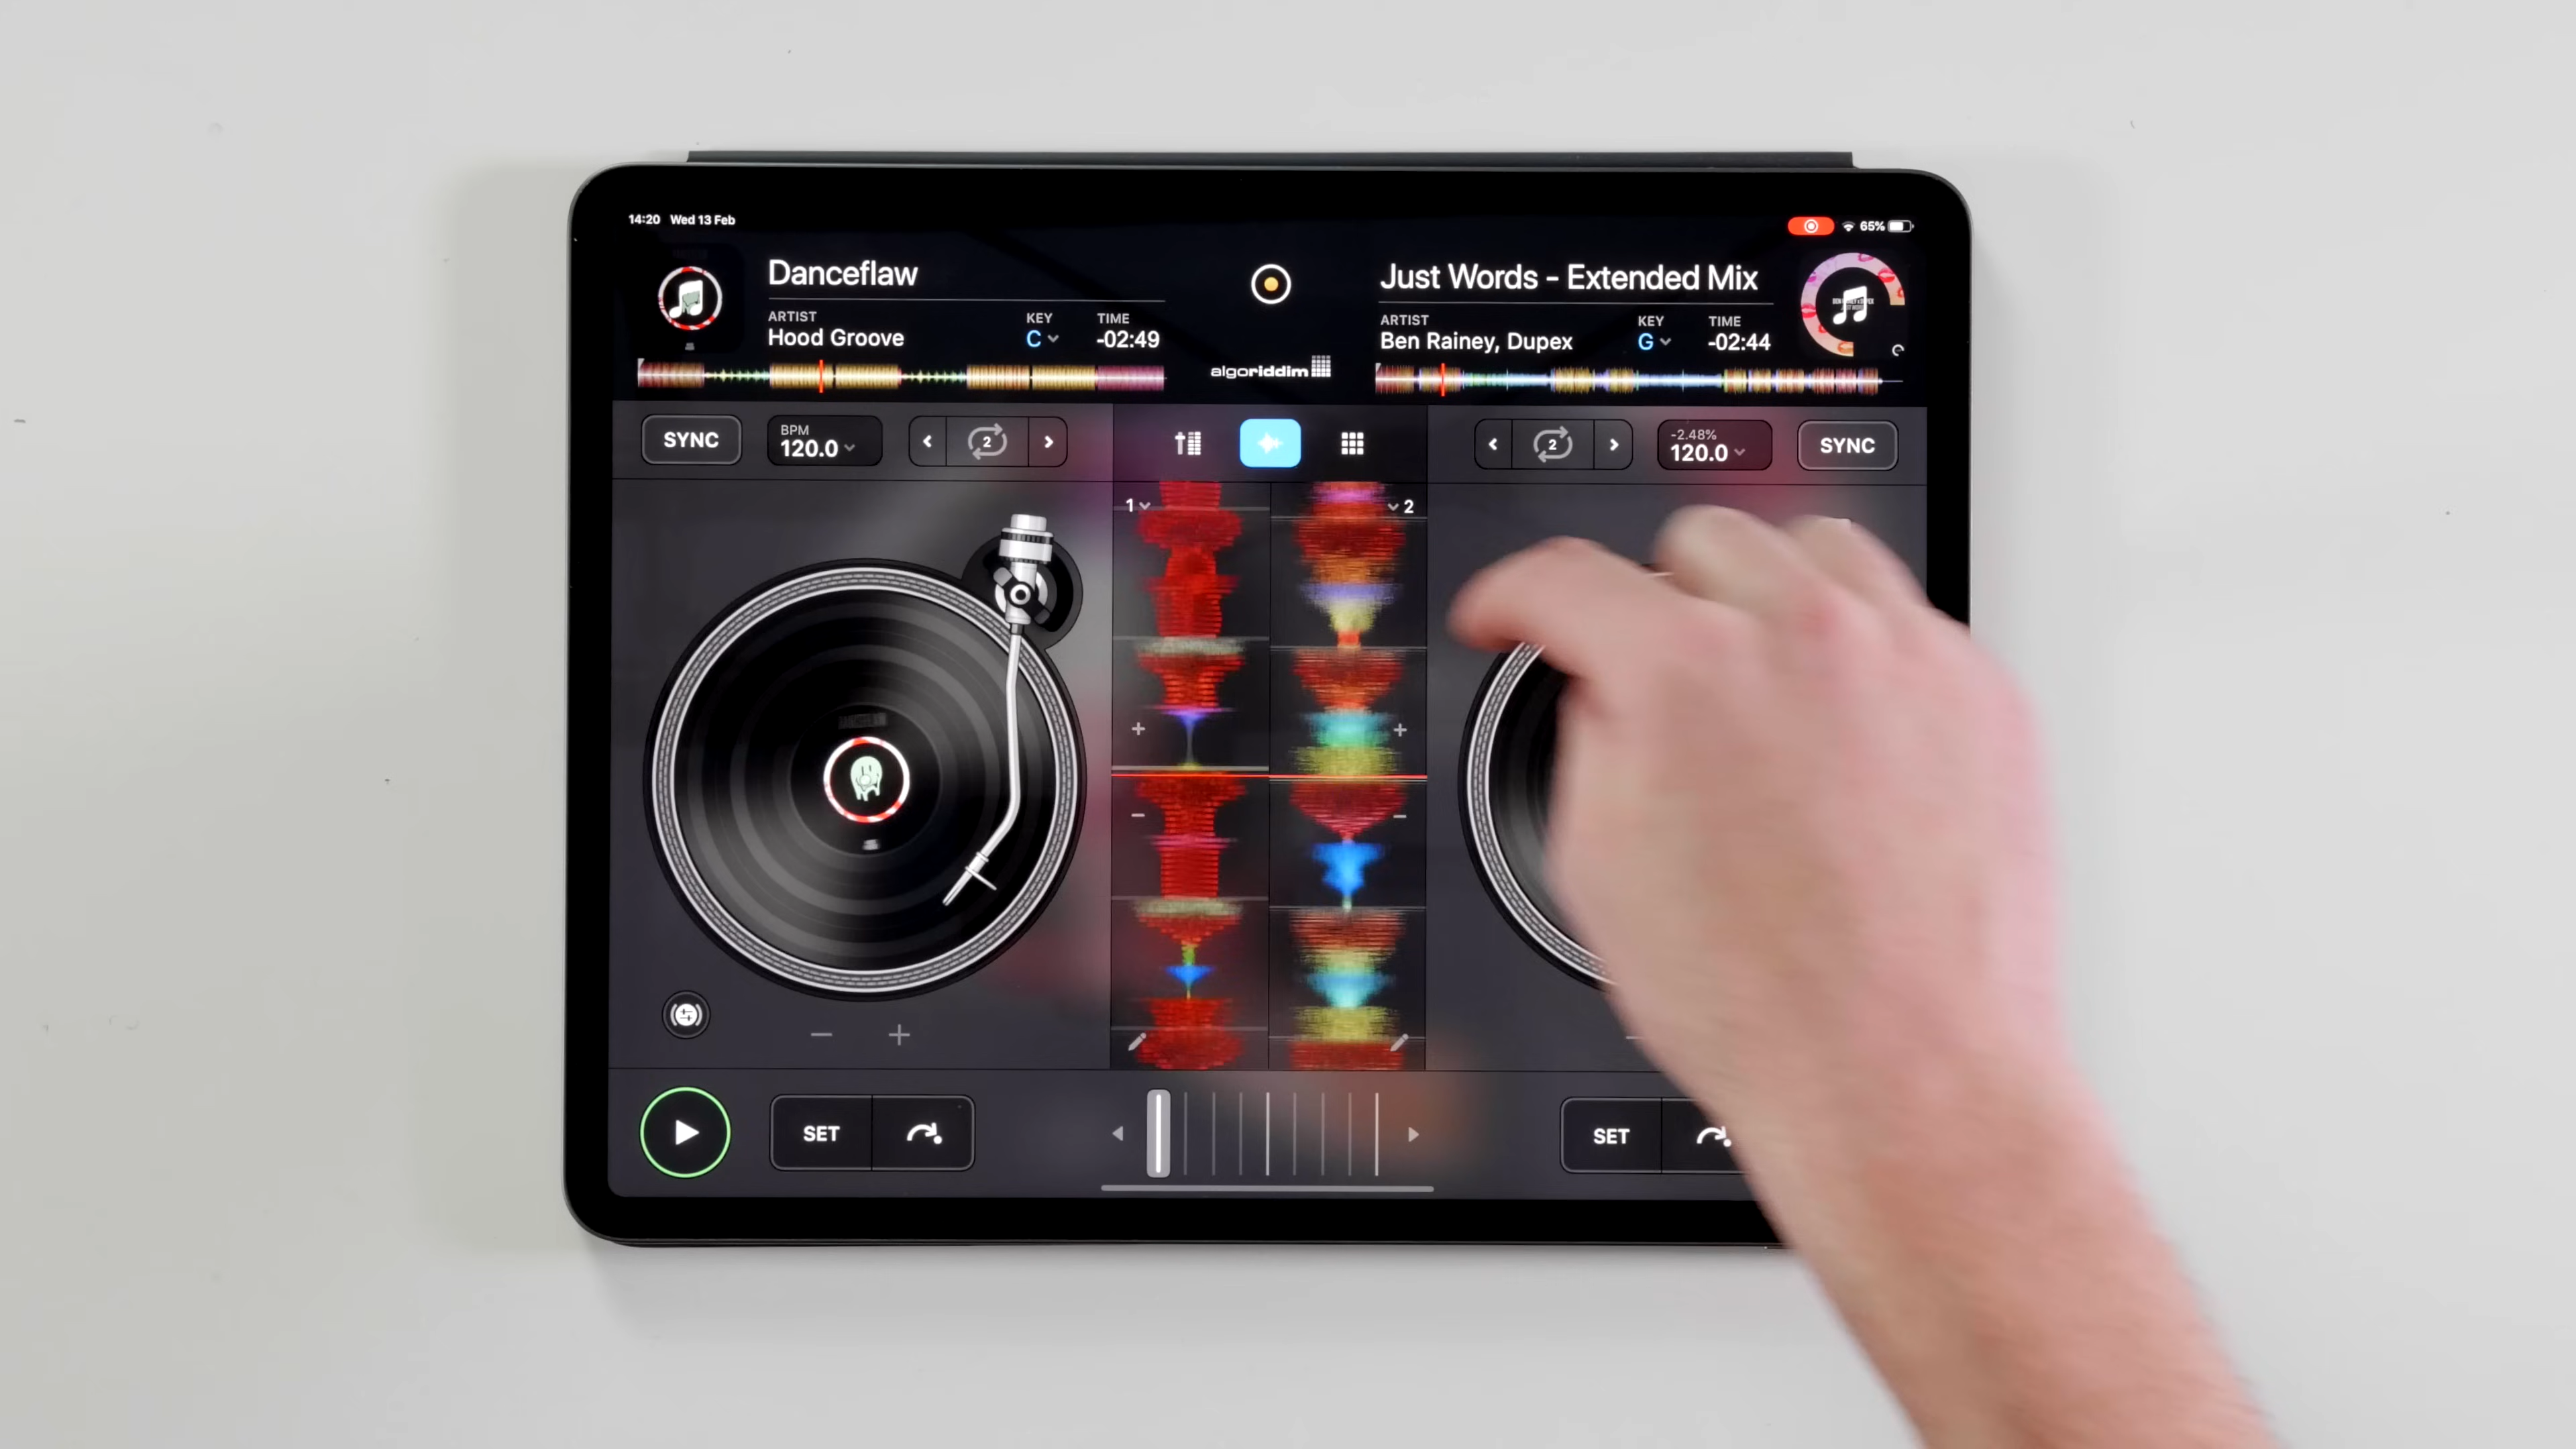 14:20 Wed 13 Feb
65%
Danceflaw
ARTIST
Hood Groove
KEY
C
TIME
-02:49
algoriddim
Just Words - Extended Mix
ARTIST
Ben Rainey, Dupex
KEY
G
TIME
-02:44
SYNC
BPM
120.0
2
2
-2.48%
120.0
SYNC
1
2
SET
SET